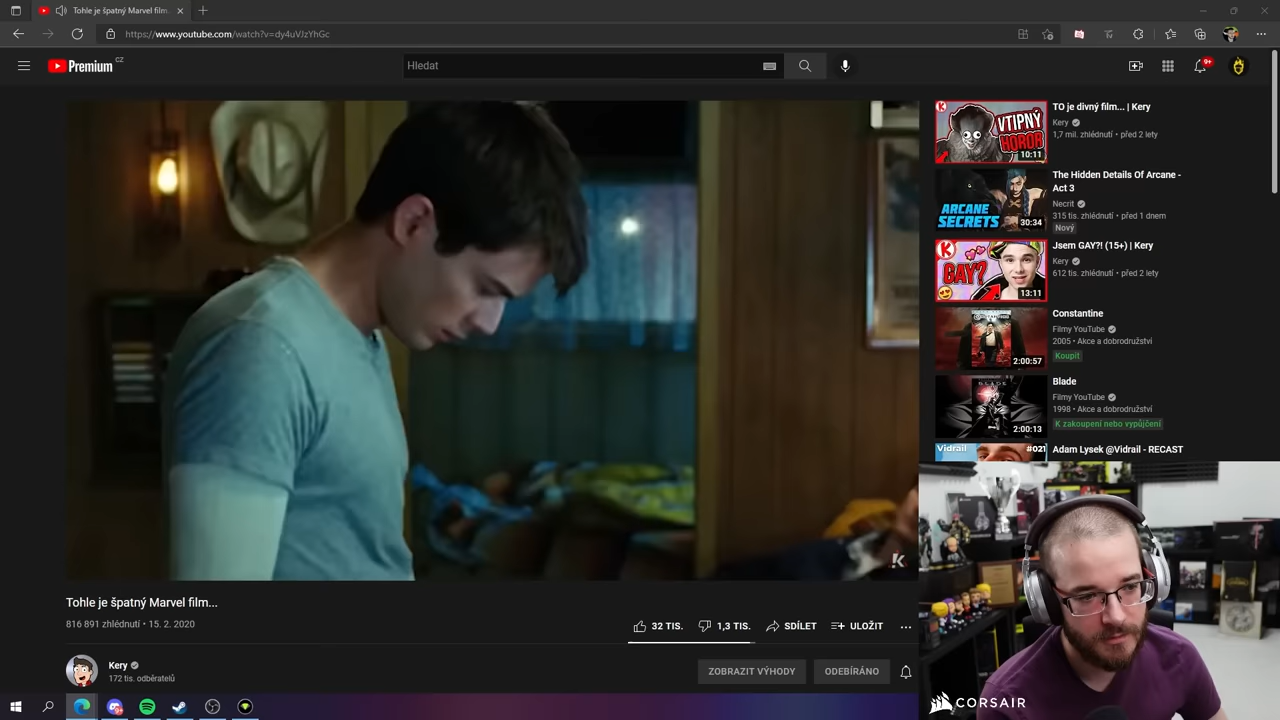 Tohle je špatný Marvel film...
https://www.youtube.com/watch?v=dy4uVJzYhGc
Premium CZ
Hledat
9+
K
VTIPNÝ
HOROR
10:11
TO je divný film... | Kery
Kery
1,7 mil. zhlédnutí • před 2 lety
ARCANE
SECRETS
30:34
The Hidden Details Of Arcane -
Act 3
Necrit
315 tis. zhlédnutí • před 1 dnem
Nový
K
GAY?
13:11
Jsem GAY?! (15+) | Kery
Kery
612 tis. zhlédnutí • před 2 lety
2:00:57
Constantine
Filmy YouTube
2005 • Akce a dobrodružství
Koupit
BLADE
2:00:13
Blade
Filmy YouTube
1998 • Akce a dobrodružství
K zakoupení nebo vypůjčení
Vidrail
#021
Adam Lysek @Vidrail - RECAST
K
Tohle je špatný Marvel film...
816 891 zhlédnutí • 15. 2. 2020
32 TIS.
1,3 TIS.
SDÍLET
ULOŽIT
Kery
172 tis. odběratelů
ZOBRAZIT VÝHODY
ODEBÍRÁNO
CORSAIR